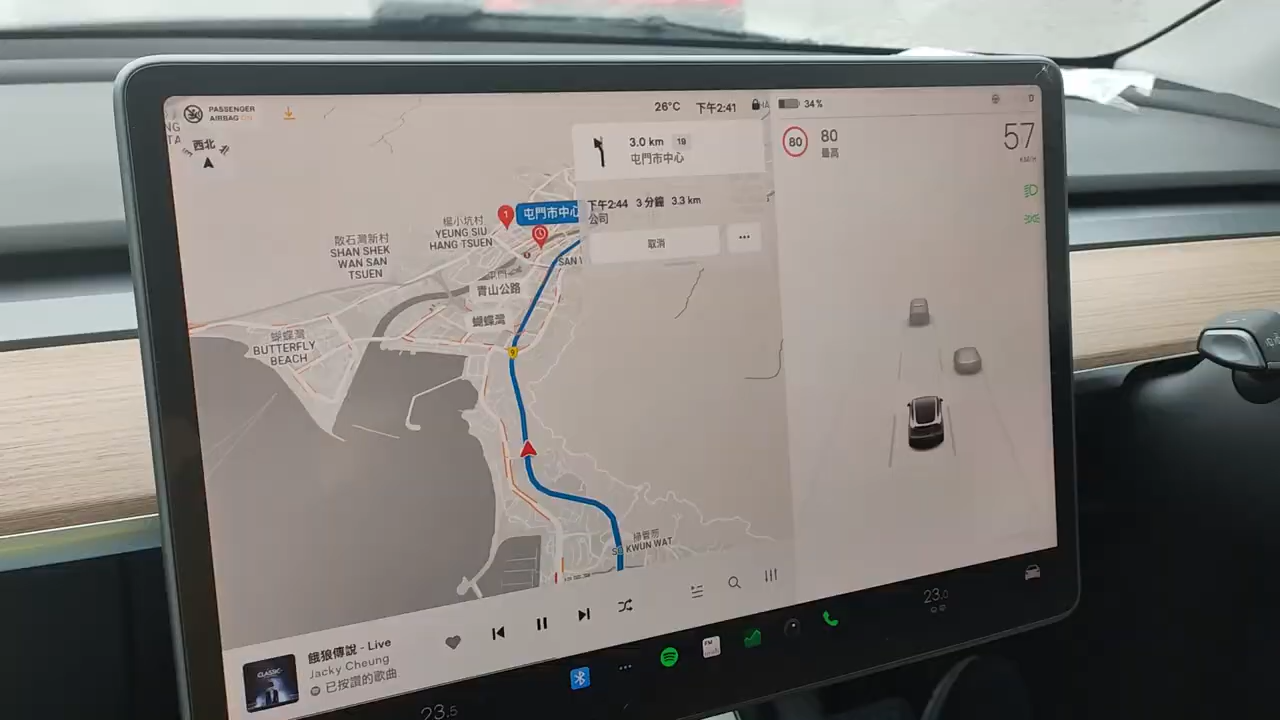 PASSENGER
AIRBAG ON
26°C
下午2:41
34%
D
西北
3.0 km 19
屯門市中心
80
80
最高
57
KM/H
下午2:44 3 分鐘 3.3 km
公司
取消
1
屯門市中心
楊小坑村
YEUNG SIU
HANG TSUEN
散石灣新村
SHAN SHEK
WAN SAN
TSUEN
青山公路
蝴蝶灣
蝴蝶灣
BUTTERFLY
BEACH
9
掃管笏
SO KWUN WAT
餓狼傳說 - Live
Jacky Cheung
已按讚的歌曲
CLASSIC
FM
23.0
23.5